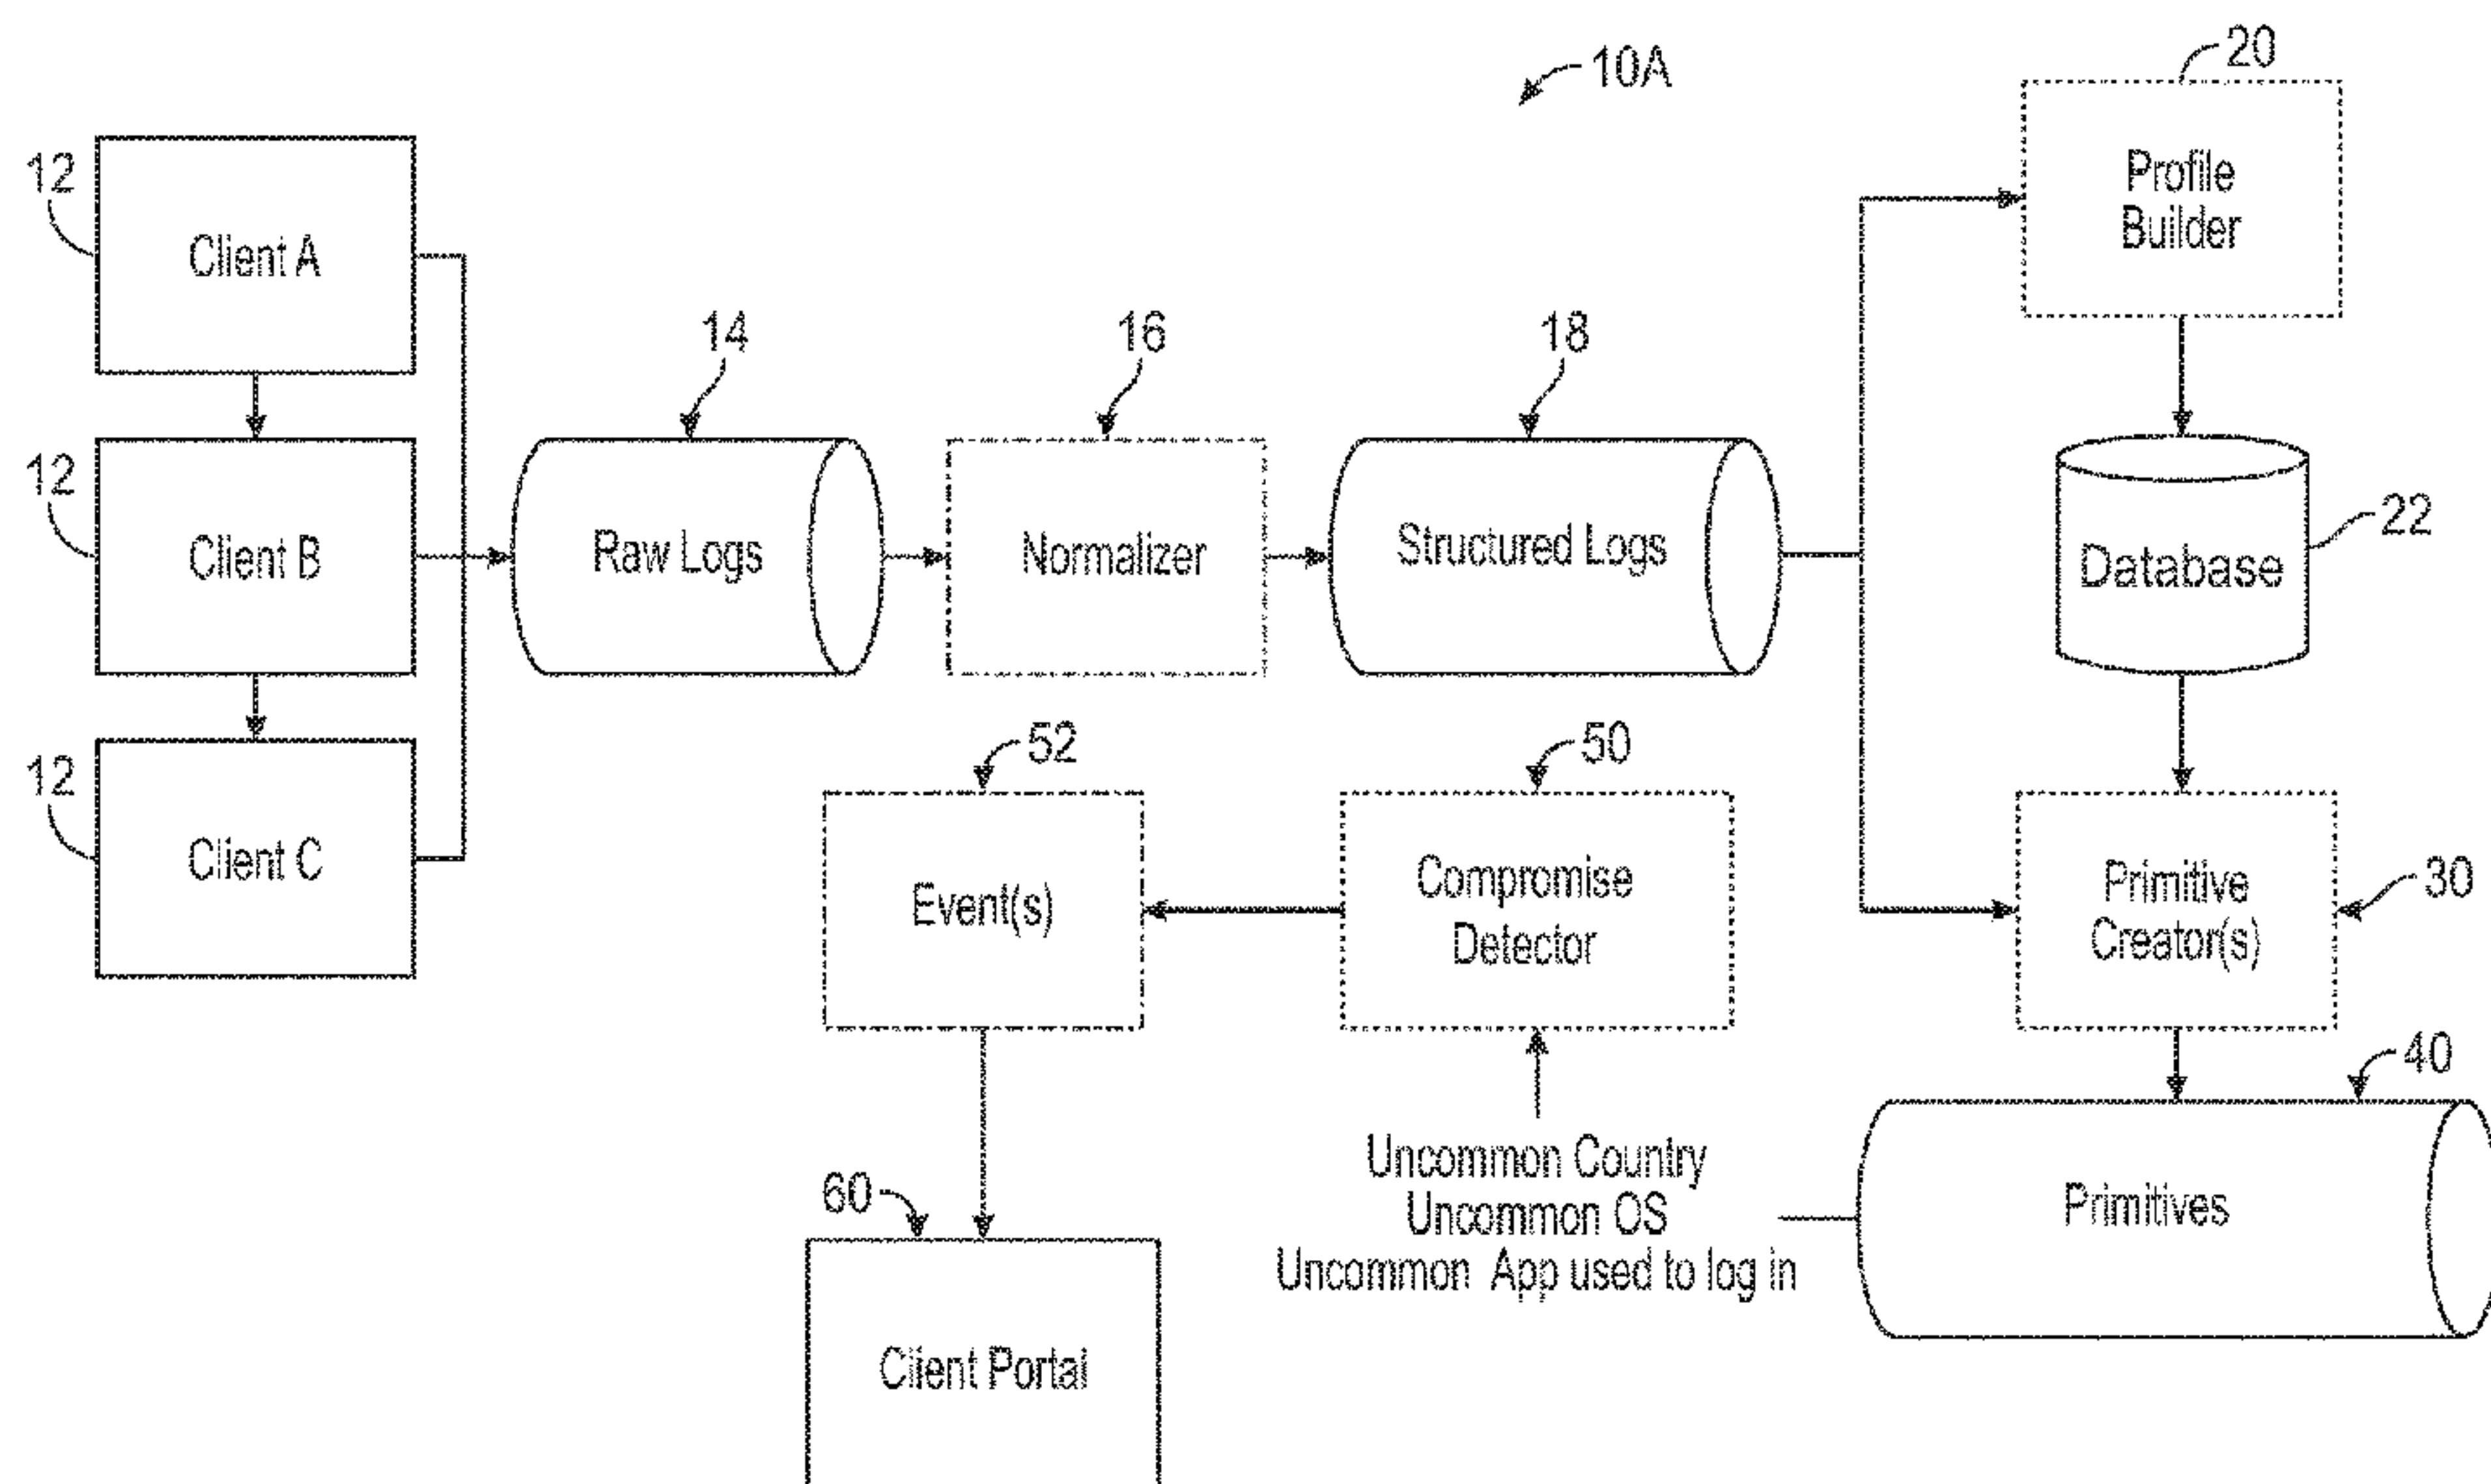 10A
20
12
Client A
Profile
Builder
14
16
18
12
Client B
Raw Logs
Normalizer
Structured Logs
22
Database
12
Client C
52
50
Event(s)
Compromise
Detector
Primitive
Creator(s)
30
40
Uncommon Country
Uncommon OS
Uncommon App used to log in
Primitives
60
Client Portal